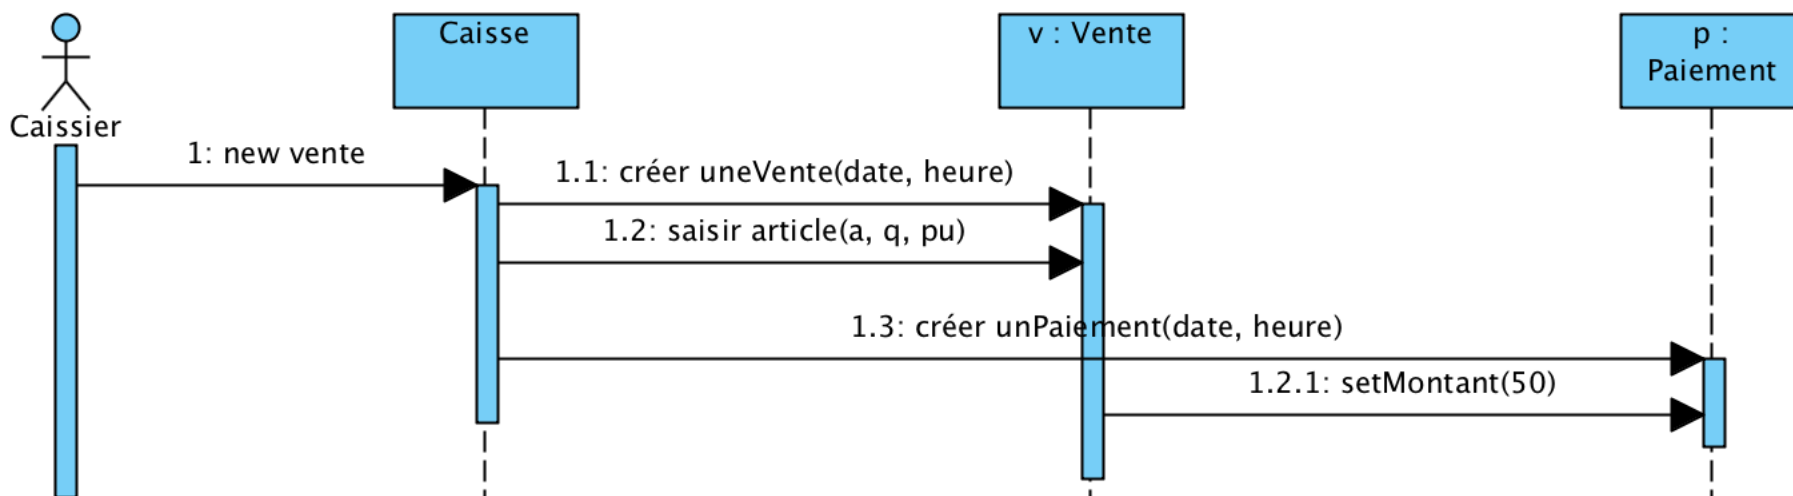 Caisse
v : Vente
p :
Paiement
Caissier
1: new vente
1.1: créer uneVente(date, heure)
1.2: saisir article(a, q, pu)
1.3: créer unPaiement(date, heure)
1.2.1: setMontant(50)